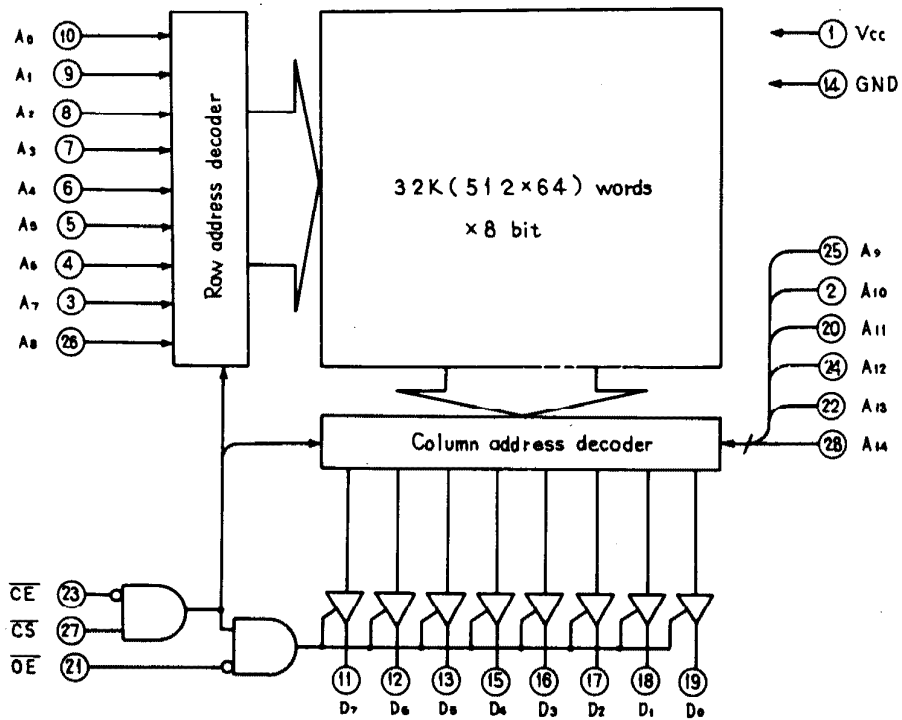 A0 10
A1 9
A2 8
A3 7
A4 6
A5 5
A6 4
A7 3
A8 26
Row address decoder
32K(512×64) words
×8 bit
1 Vcc
14 GND
25 A9
2 A10
20 A11
24 A12
22 A13
28 A14
Column address decoder
C̅E̅ 23
C̅S̅ 27
O̅E̅ 21
11 12 13 15 16 17 18 19
D7 D6 D5 D4 D3 D2 D1 D0